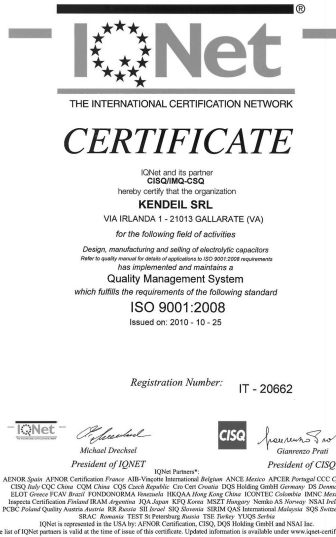 IQNet ®
THE INTERNATIONAL CERTIFICATION NETWORK
CERTIFICATE
IQNet and its partner
CISQ/IMQ-CSQ
hereby certify that the organization
KENDEIL SRL
VIA IRLANDA 1 - 21013 GALLARATE (VA)
for the following field of activities
Design, manufacturing and selling of electrolytic capacitors
Refer to quality manual for details of applications to ISO 9001:2008 requirements
has implemented and maintains a
Quality Management System
which fulfills the requirements of the following standard
ISO 9001:2008
Issued on: 2010 - 10 - 25
Registration Number: IT - 20662
IQNet
CISQ
Michael Drechsel
Gianrenzo Prati
President of IQNET
President of CISQ
IQNet Partners*:
AENOR Spain AFNOR Certification France AIB-Vinçotte International Belgium ANCE Mexico APCER Portugal CCC C
CISQ Italy CQC China CQM China CQS Czech Republic Cro Cert Croatia DQS Holding GmbH Germany DS Denm
ELOT Greece FCAV Brazil FONDONORMA Venezuela HKQAA Hong Kong China ICONTEC Colombia IMNC Mex
Inspecta Certification Finland IRAM Argentina JQA Japan KFQ Korea MSZT Hungary Nemko AS Norway NSAI Irel
PCBC Poland Quality Austria Austria RR Russia SII Israel SIQ Slovenia SIRIM QAS International Malaysia SQS Switze
SRAC Romania TEST St Petersburg Russia TSE Turkey YUQS Serbia
IQNet is represented in the USA by: AFNOR Certification, CISQ, DQS Holding GmbH and NSAI Inc.
e list of IQNet partners is valid at the time of issue of this certificate. Updated information is available under www.iqnet-certif